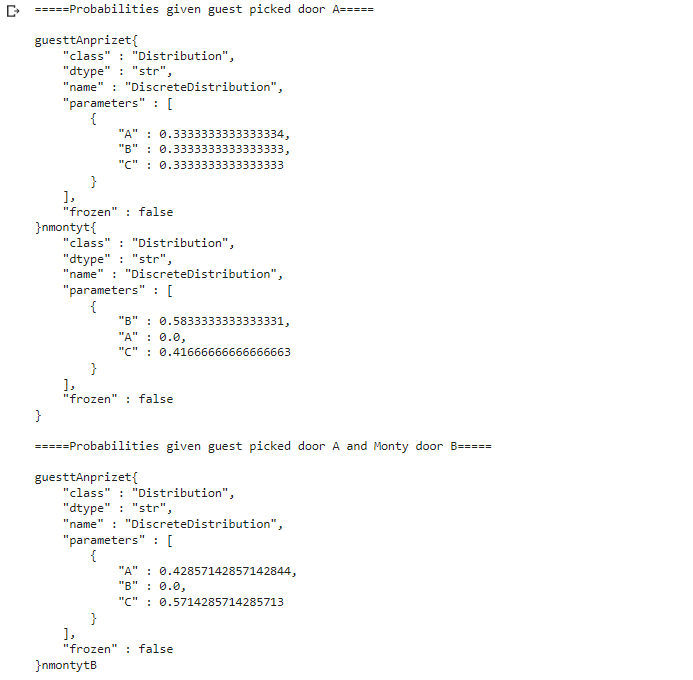 =====Probabilities given guest picked door A=====
guesttAnprizet{
"class" : "Distribution",
"dtype" : "str",
"name" : "DiscreteDistribution",
"parameters" : [
{
"A" : 0.3333333333333334,
"B" : 0.3333333333333333,
"C" : 0.3333333333333333
}
],
"frozen" : false
}nmontyt{
"class" : "Distribution",
"dtype" : "str",
"name" : "DiscreteDistribution",
"parameters" : [
{
"B" : 0.5833333333333331,
"A" : 0.0,
"C" : 0.41666666666666663
}
],
"frozen" : false
}
=====Probabilities given guest picked door A and Monty door B=====
guesttAnprizet{
"class" : "Distribution",
"dtype" : "str",
"name" : "DiscreteDistribution",
"parameters" : [
{
"A" : 0.42857142857142844,
"B" : 0.0,
"C" : 0.5714285714285713
}
],
"frozen" : false
}nmontytB